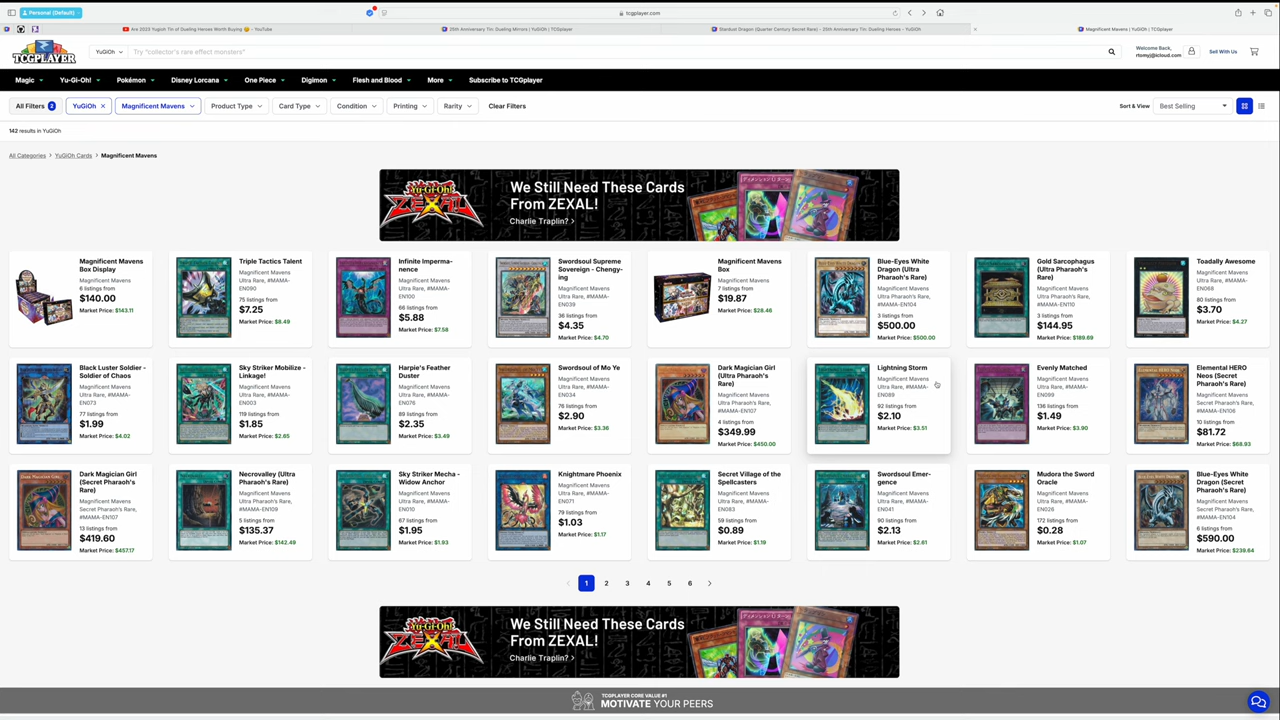 Personal (Default)
tcgplayer.com
Are 2023 Yugioh Tin of Dueling Heroes Worth Buying 🤔 - YouTube
25th Anniversary Tin: Dueling Mirrors | YuGiOh | TCGplayer
Stardust Dragon (Quarter Century Secret Rare) - 25th Anniversary Tin: Dueling Heroes - YuGiOh
Magnificent Mavens | YuGiOh | TCGplayer
TCGPLAYER
YuGiOh
Try "collector's rare effect monsters"
Welcome Back,
rtomyj@icloud.com
Sell With Us
Magic
Yu-Gi-Oh!
Pokémon
Disney Lorcana
One Piece
Digimon
Flesh and Blood
More
Subscribe to TCGplayer
All Filters 2
YuGiOh ×
Magnificent Mavens
Product Type
Card Type
Condition
Printing
Rarity
Clear Filters
Sort & View
Best Selling
142 results in YuGiOh
All Categories > YuGiOh Cards > Magnificent Mavens
Yu-Gi-Oh! ZEXAL
We Still Need These Cards
From ZEXAL!
Charlie Traplin? >
Magnificent Mavens
Box Display
Magnificent Mavens
6 listings from
$140.00
Market Price: $143.11
Triple Tactics Talent
Magnificent Mavens
Ultra Rare, #MAMA-
EN090
75 listings from
$7.25
Market Price: $8.49
Infinite Imperma-
nence
Magnificent Mavens
Ultra Rare, #MAMA-
EN100
66 listings from
$5.88
Market Price: $7.58
Swordsoul Supreme
Sovereign - Chengy-
ing
Magnificent Mavens
Ultra Rare, #MAMA-
EN039
36 listings from
$4.35
Market Price: $4.70
Magnificent Mavens
Box
Magnificent Mavens
7 listings from
$19.87
Market Price: $28.46
Blue-Eyes White
Dragon (Ultra
Pharaoh's Rare)
Magnificent Mavens
Ultra Pharaoh's Rare,
#MAMA-EN104
3 listings from
$500.00
Market Price: $500.00
Gold Sarcophagus
(Ultra Pharaoh's
Rare)
Magnificent Mavens
Ultra Pharaoh's Rare,
#MAMA-EN110
3 listings from
$144.95
Market Price: $189.69
Toadally Awesome
Magnificent Mavens
Ultra Rare, #MAMA-
EN068
80 listings from
$3.70
Market Price: $4.27
Black Luster Soldier -
Soldier of Chaos
Magnificent Mavens
Ultra Rare, #MAMA-
EN073
77 listings from
$1.99
Market Price: $4.02
Sky Striker Mobilize -
Linkage!
Magnificent Mavens
Ultra Rare, #MAMA-
EN003
119 listings from
$1.85
Market Price: $2.65
Harpie's Feather
Duster
Magnificent Mavens
Ultra Rare, #MAMA-
EN076
89 listings from
$2.35
Market Price: $3.49
Swordsoul of Mo Ye
Magnificent Mavens
Ultra Rare, #MAMA-
EN034
76 listings from
$2.90
Market Price: $3.36
Dark Magician Girl
(Ultra Pharaoh's
Rare)
Magnificent Mavens
Ultra Pharaoh's Rare,
#MAMA-EN107
4 listings from
$349.99
Market Price: $450.00
Lightning Storm
Magnificent Mavens
Ultra Rare, #MAMA-
EN089
92 listings from
$2.10
Market Price: $3.51
Evenly Matched
Magnificent Mavens
Ultra Rare, #MAMA-
EN099
136 listings from
$1.49
Market Price: $3.90
Elemental HERO
Neos (Secret
Pharaoh's Rare)
Magnificent Mavens
Secret Pharaoh's Rare,
#MAMA-EN106
10 listings from
$81.72
Market Price: $68.93
Dark Magician Girl
(Secret Pharaoh's
Rare)
Magnificent Mavens
Secret Pharaoh's Rare,
#MAMA-EN107
13 listings from
$419.60
Market Price: $457.17
Necrovalley (Ultra
Pharaoh's Rare)
Magnificent Mavens
Ultra Pharaoh's Rare,
#MAMA-EN109
5 listings from
$135.37
Market Price: $142.49
Sky Striker Mecha -
Widow Anchor
Magnificent Mavens
Ultra Rare, #MAMA-
EN010
67 listings from
$1.95
Market Price: $1.93
Knightmare Phoenix
Magnificent Mavens
Ultra Rare, #MAMA-
EN071
79 listings from
$1.03
Market Price: $1.17
Secret Village of the
Spellcasters
Magnificent Mavens
Ultra Rare, #MAMA-
EN083
59 listings from
$0.89
Market Price: $1.19
Swordsoul Emer-
gence
Magnificent Mavens
Ultra Rare, #MAMA-
EN041
90 listings from
$2.13
Market Price: $2.61
Mudora the Sword
Oracle
Magnificent Mavens
Ultra Rare, #MAMA-
EN026
172 listings from
$0.28
Market Price: $1.07
Blue-Eyes White
Dragon (Secret
Pharaoh's Rare)
Magnificent Mavens
Secret Pharaoh's Rare,
#MAMA-EN104
6 listings from
$590.00
Market Price: $239.64
1 2 3 4 5 6
Yu-Gi-Oh! ZEXAL
We Still Need These Cards
From ZEXAL!
Charlie Traplin? >
TCGPLAYER CORE VALUE #1
MOTIVATE YOUR PEERS